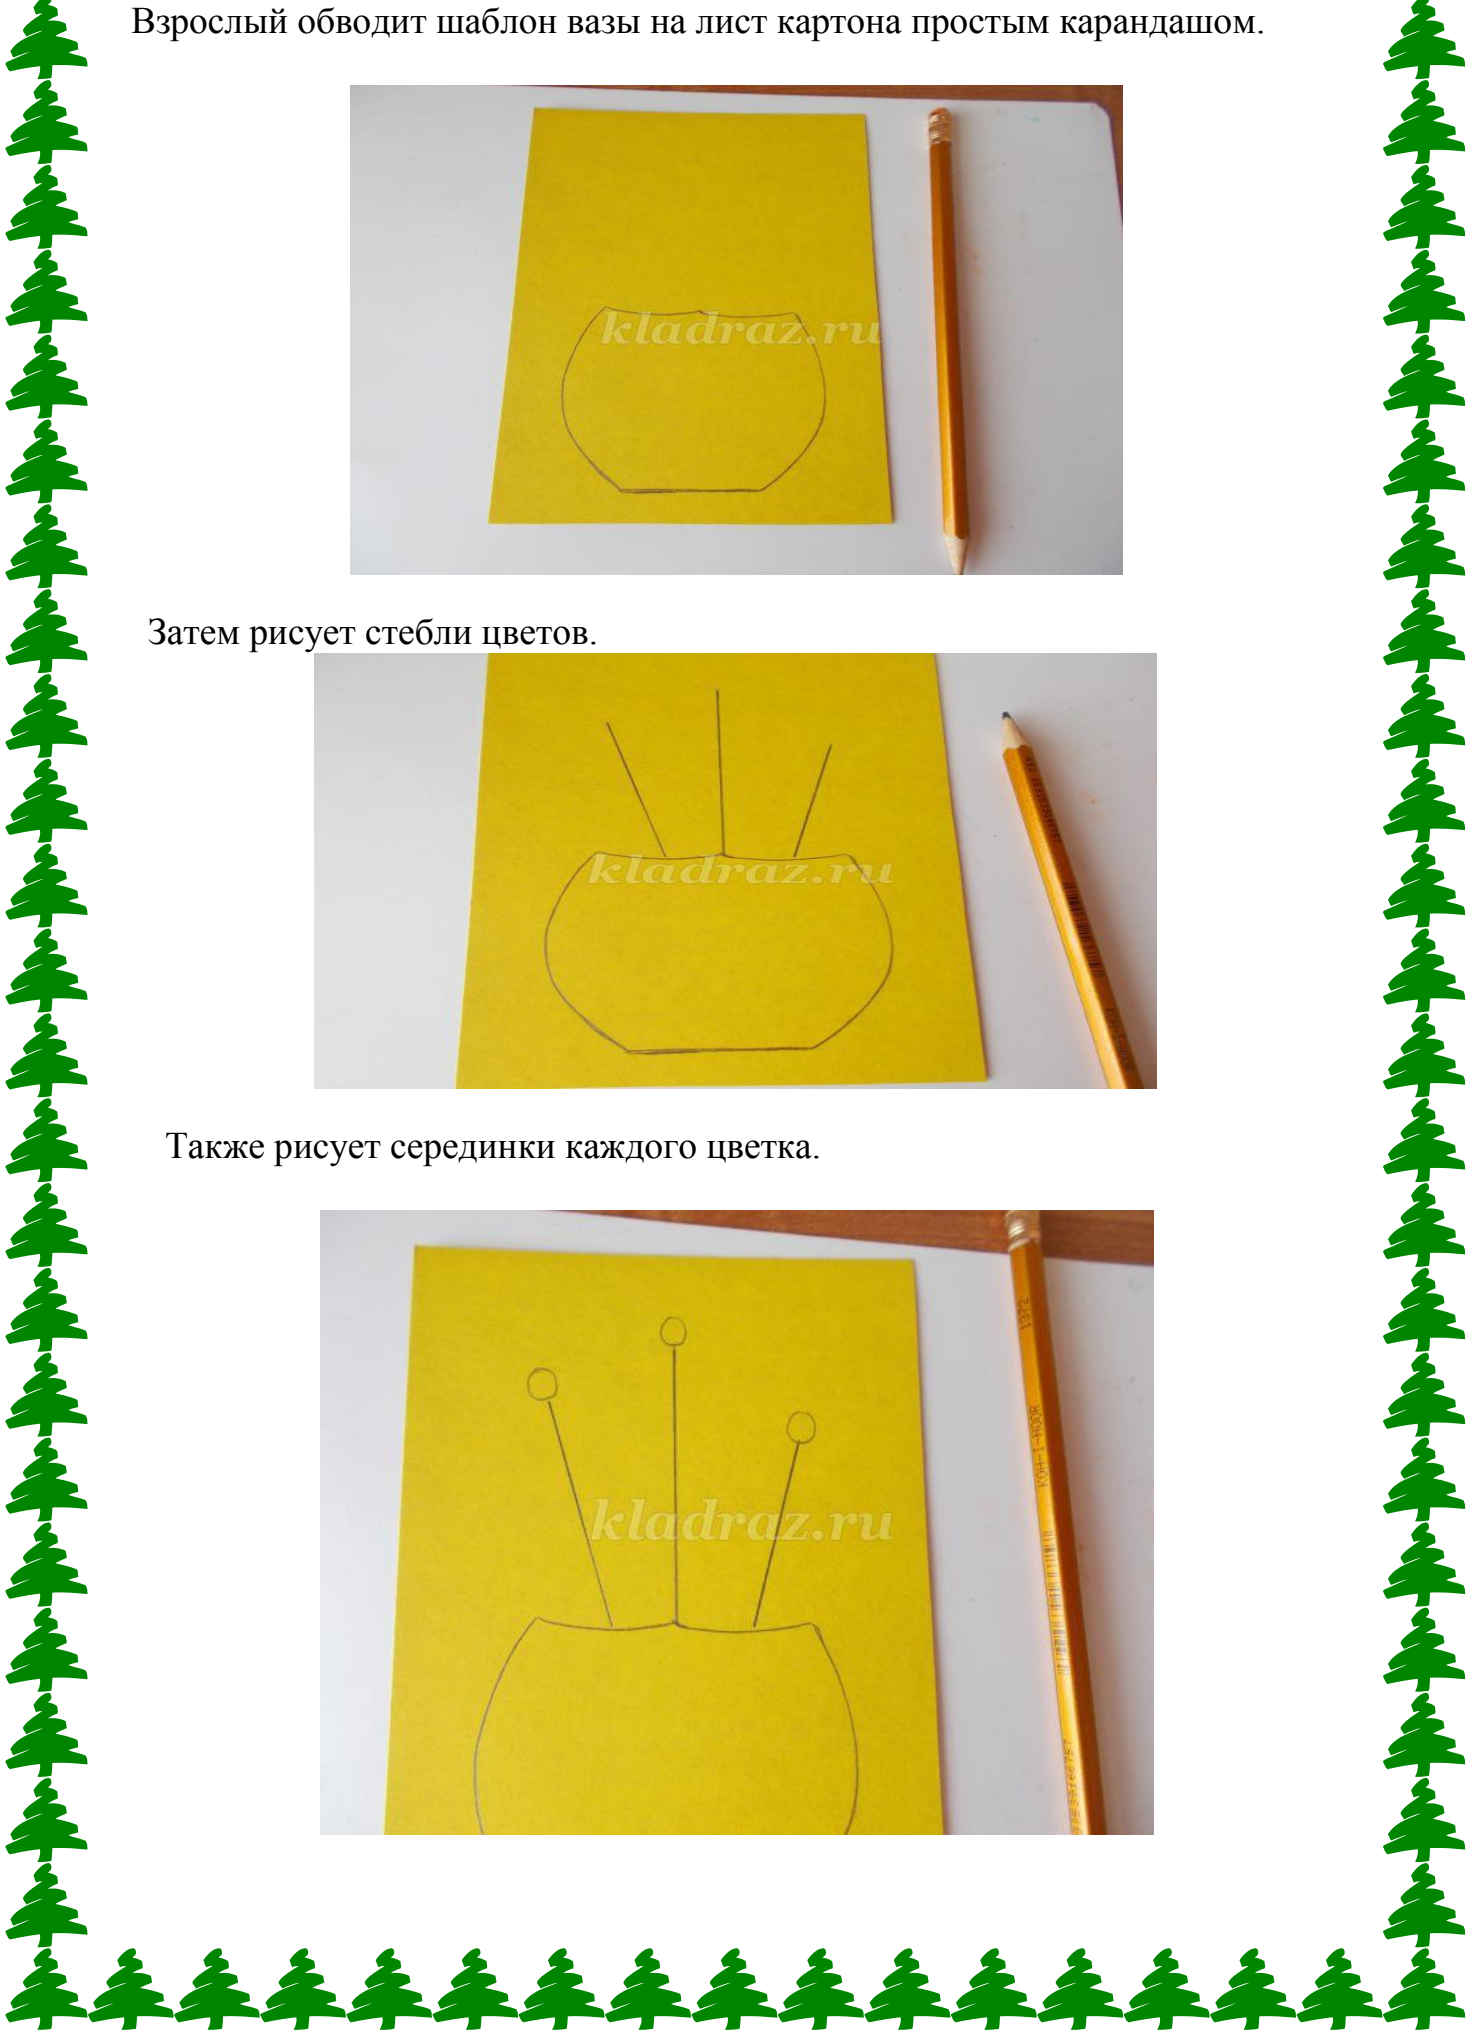 Взрослый обводит шаблон вазы на лист картона простым карандашом.
kladraz.ru
Затем рисует стебли цветов.
kladraz.ru
Также рисует серединки каждого цветка.
1372
KOH-I-NOOR
kladraz.ru